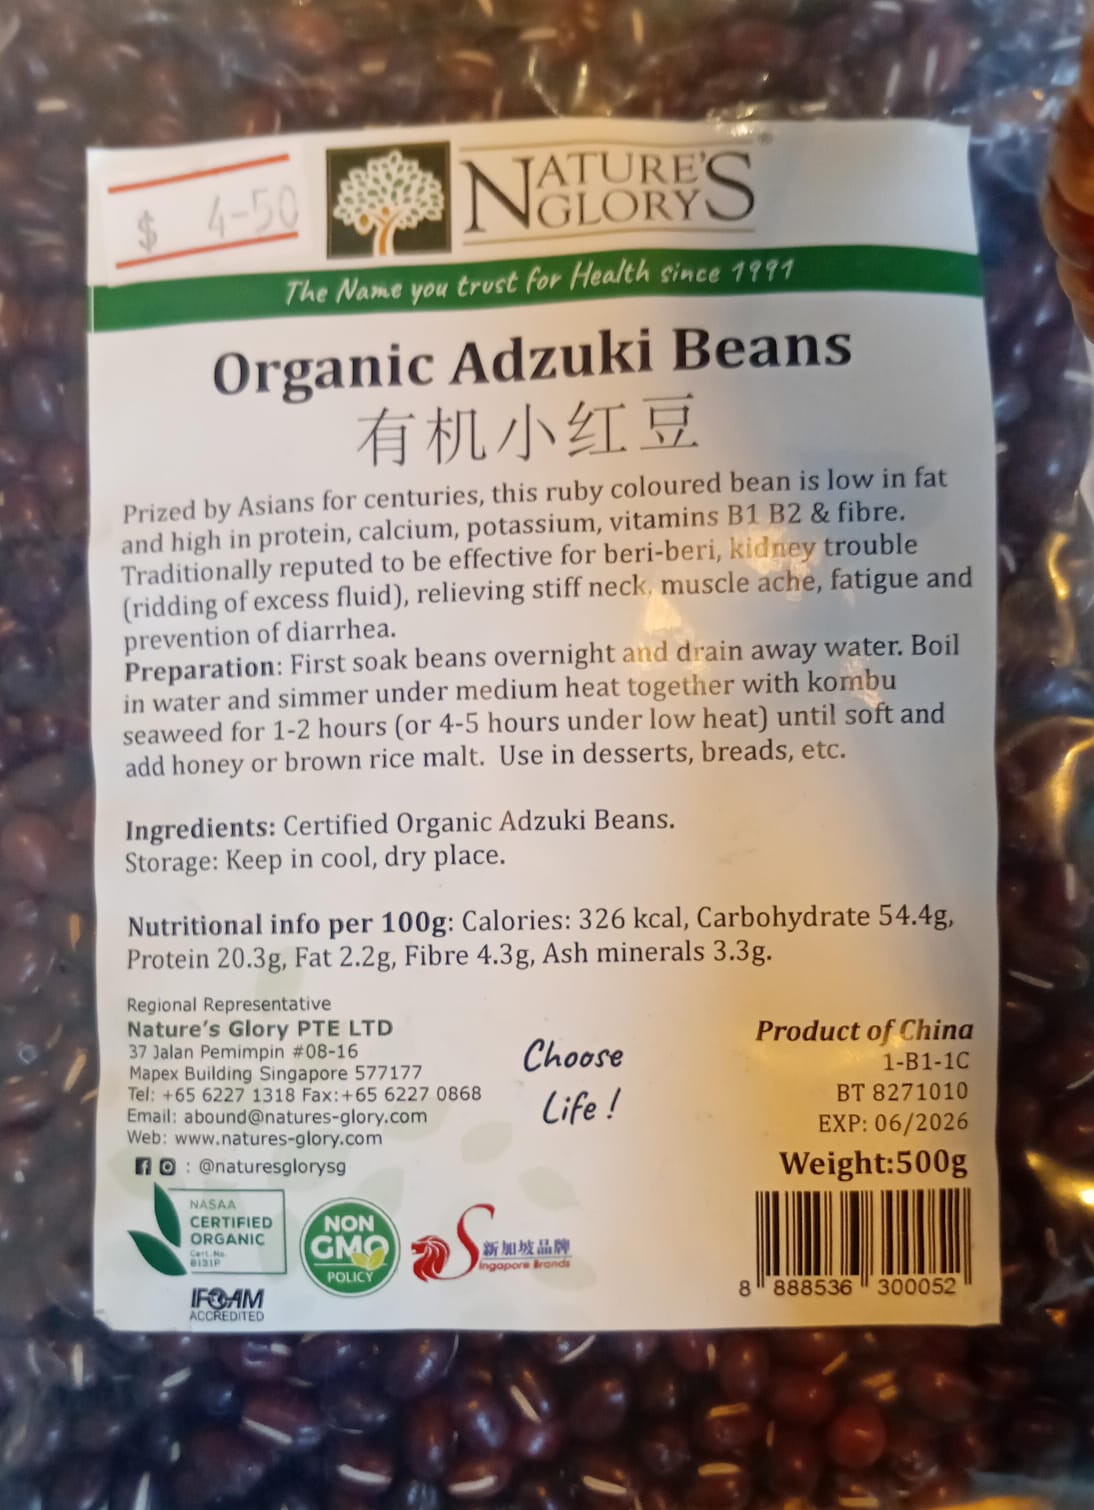 $ 4-50
NATURE'S
GLORY
®
The Name you trust for Health since 1991
Organic Adzuki Beans
有机小红豆
Prized by Asians for centuries, this ruby coloured bean is low in fat
and high in protein, calcium, potassium, vitamins B1 B2 & fibre.
Traditionally reputed to be effective for beri-beri, kidney trouble
(ridding of excess fluid), relieving stiff neck, muscle ache, fatigue and
prevention of diarrhea.
Preparation: First soak beans overnight and drain away water. Boil
in water and simmer under medium heat together with kombu
seaweed for 1-2 hours (or 4-5 hours under low heat) until soft and
add honey or brown rice malt. Use in desserts, breads, etc.
Ingredients: Certified Organic Adzuki Beans.
Storage: Keep in cool, dry place.
Nutritional info per 100g: Calories: 326 kcal, Carbohydrate 54.4g,
Protein 20.3g, Fat 2.2g, Fibre 4.3g, Ash minerals 3.3g.
Regional Representative
Nature's Glory PTE LTD
37 Jalan Pemimpin #08-16
Mapex Building Singapore 577177
Tel: +65 6227 1318 Fax:+65 6227 0868
Email: abound@natures-glory.com
Web: www.natures-glory.com
: @naturesglorysg
Choose
Life !
Product of China
1-B1-1C
BT 8271010
EXP: 06/2026
Weight:500g
NASAA
CERTIFIED
ORGANIC
Cert. No.
8131P
IFOAM
ACCREDITED
NON
GMO
POLICY
新加坡品牌
Singapore Brands
8 888536 300052